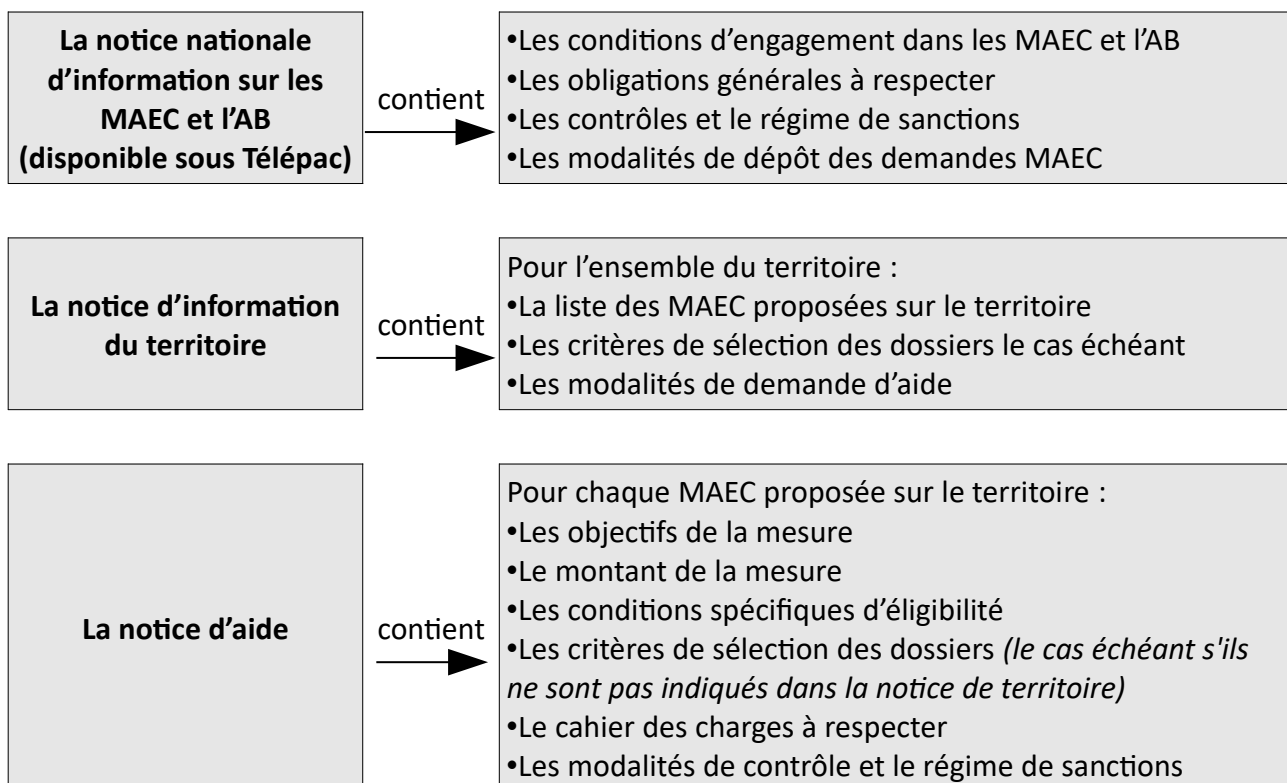 La notice nationale
d'information sur les
MAEC et l'AB
(disponible sous Télépac)
contient
•Les conditions d'engagement dans les MAEC et l'AB
•Les obligations générales à respecter
•Les contrôles et le régime de sanctions
•Les modalités de dépôt des demandes MAEC
La notice d'information
du territoire
contient
Pour l'ensemble du territoire :
•La liste des MAEC proposées sur le territoire
•Les critères de sélection des dossiers le cas échéant
•Les modalités de demande d'aide
La notice d'aide
contient
Pour chaque MAEC proposée sur le territoire :
•Les objectifs de la mesure
•Le montant de la mesure
•Les conditions spécifiques d'éligibilité
•Les critères de sélection des dossiers (le cas échéant s'ils
ne sont pas indiqués dans la notice de territoire)
•Le cahier des charges à respecter
•Les modalités de contrôle et le régime de sanctions